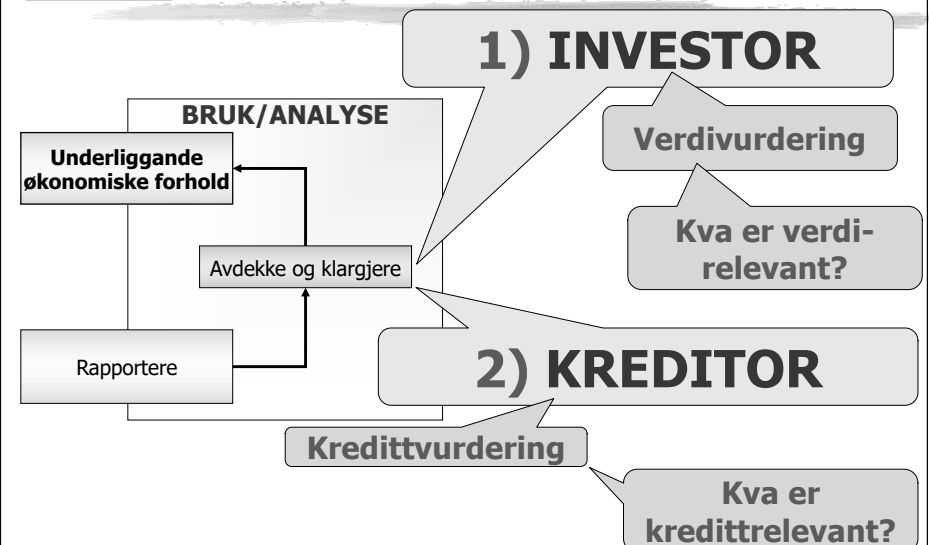 1) INVESTOR
BRUK/ANALYSE
Verdivurdering
Underliggande
økonomiske forhold
Kva er verdi-
relevant?
Avdekke og klargjere
Rapportere
2) KREDITOR
Kredittvurdering
Kva er
kredittrelevant?